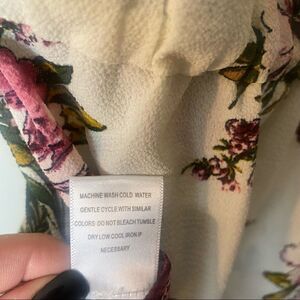 MACHINE WASH COLD WATER
GENTLE CYCLE,WITH SIMILAR
COLORS DO NOT BLEACH TUMBLE
DRY LOW COOL IRON IF
NECESSARY